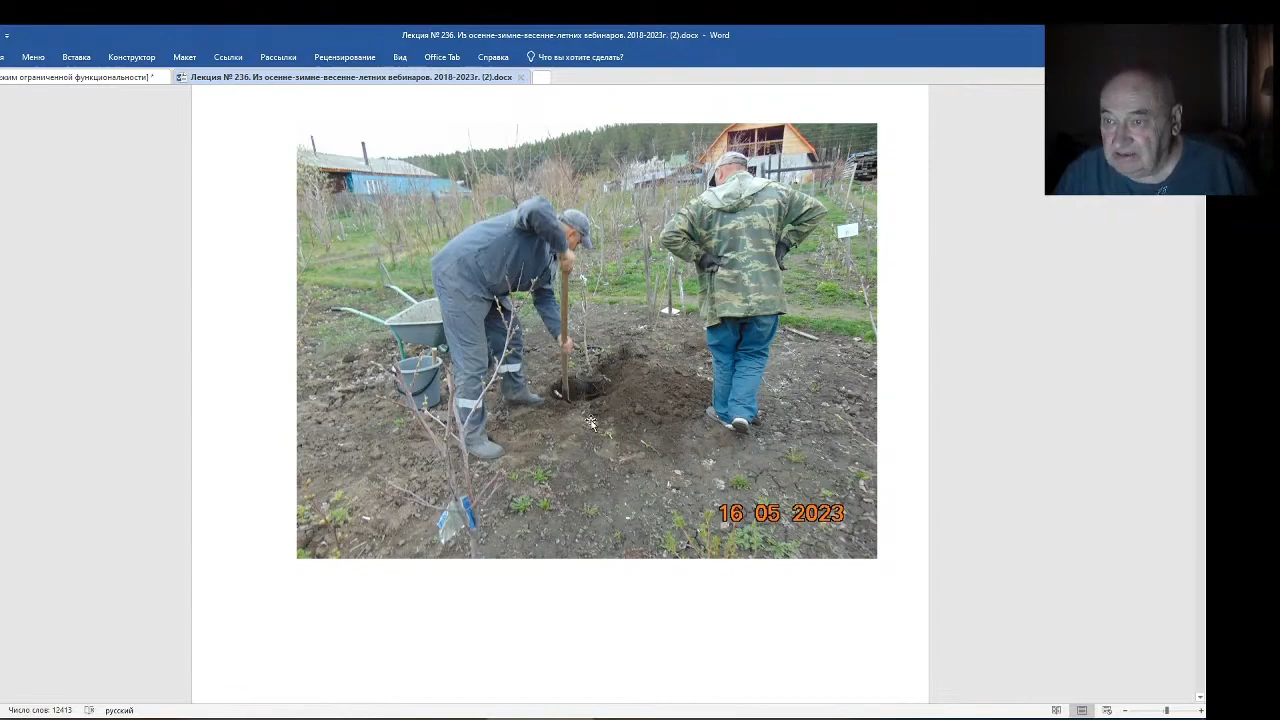 Лекция № 236. Из осенне-зимне-весенне-летних вебинаров. 2018-2023г. (2).docx - Word
Меню Вставка Конструктор Макет Ссылки Рассылки Рецензирование Вид Office Tab Справка Что вы хотите сделать?
ограниченной функциональности] * Лекция № 236. Из осенне-зимне-весенне-летних вебинаров. 2018-2023г. (2).docx
16 05 2023
Число слов: 12413 русский